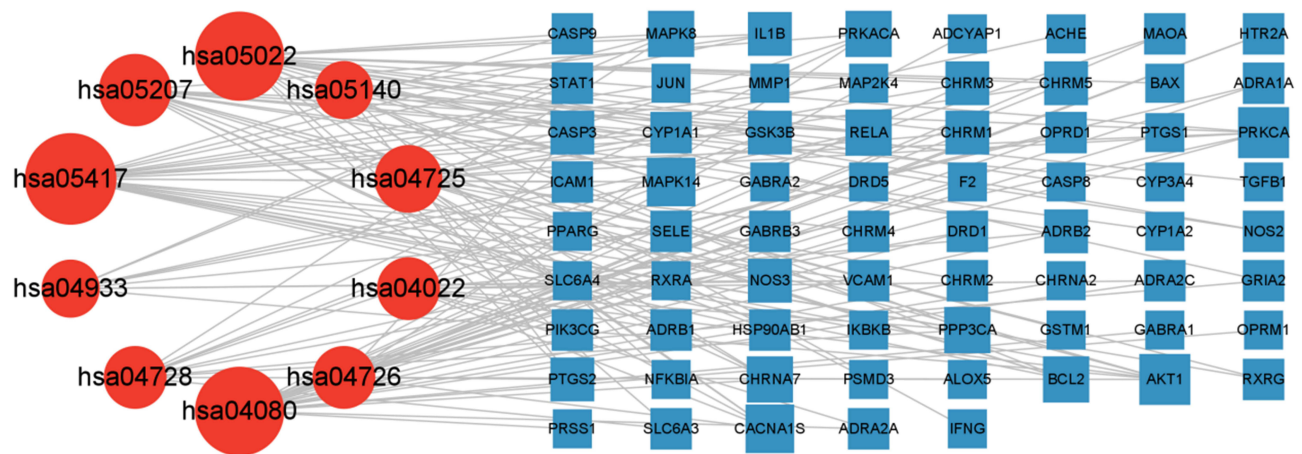 hsa05022
hsa05207
hsa05140
hsa05417
hsa04725
hsa04933
hsa04022
hsa04728
hsa04726
hsa04080
CASP9 MAPK8 IL1B PRKACA ADCYAP1 ACHE MAOA HTR2A
STAT1 JUN MMP1 MAP2K4 CHRM3 CHRM5 BAX ADRA1A
CASP3 CYP1A1 GSK3B RELA CHRM1 OPRD1 PTGS1 PRKCA
ICAM1 MAPK14 GABRA2 DRD5 F2 CASP8 CYP3A4 TGFB1
PPARG SELE GABRB3 CHRM4 DRD1 ADRB2 CYP1A2 NOS2
SLC6A4 RXRA NOS3 VCAM1 CHRM2 CHRNA2 ADRA2C GRIA2
PIK3CG ADRB1 HSP90AB1 IKBKB PPP3CA GSTM1 GABRA1 OPRM1
PTGS2 NFKBIA CHRNA7 PSMD3 ALOX5 BCL2 AKT1 RXRG
PRSS1 SLC6A3 CACNA1S ADRA2A IFNG